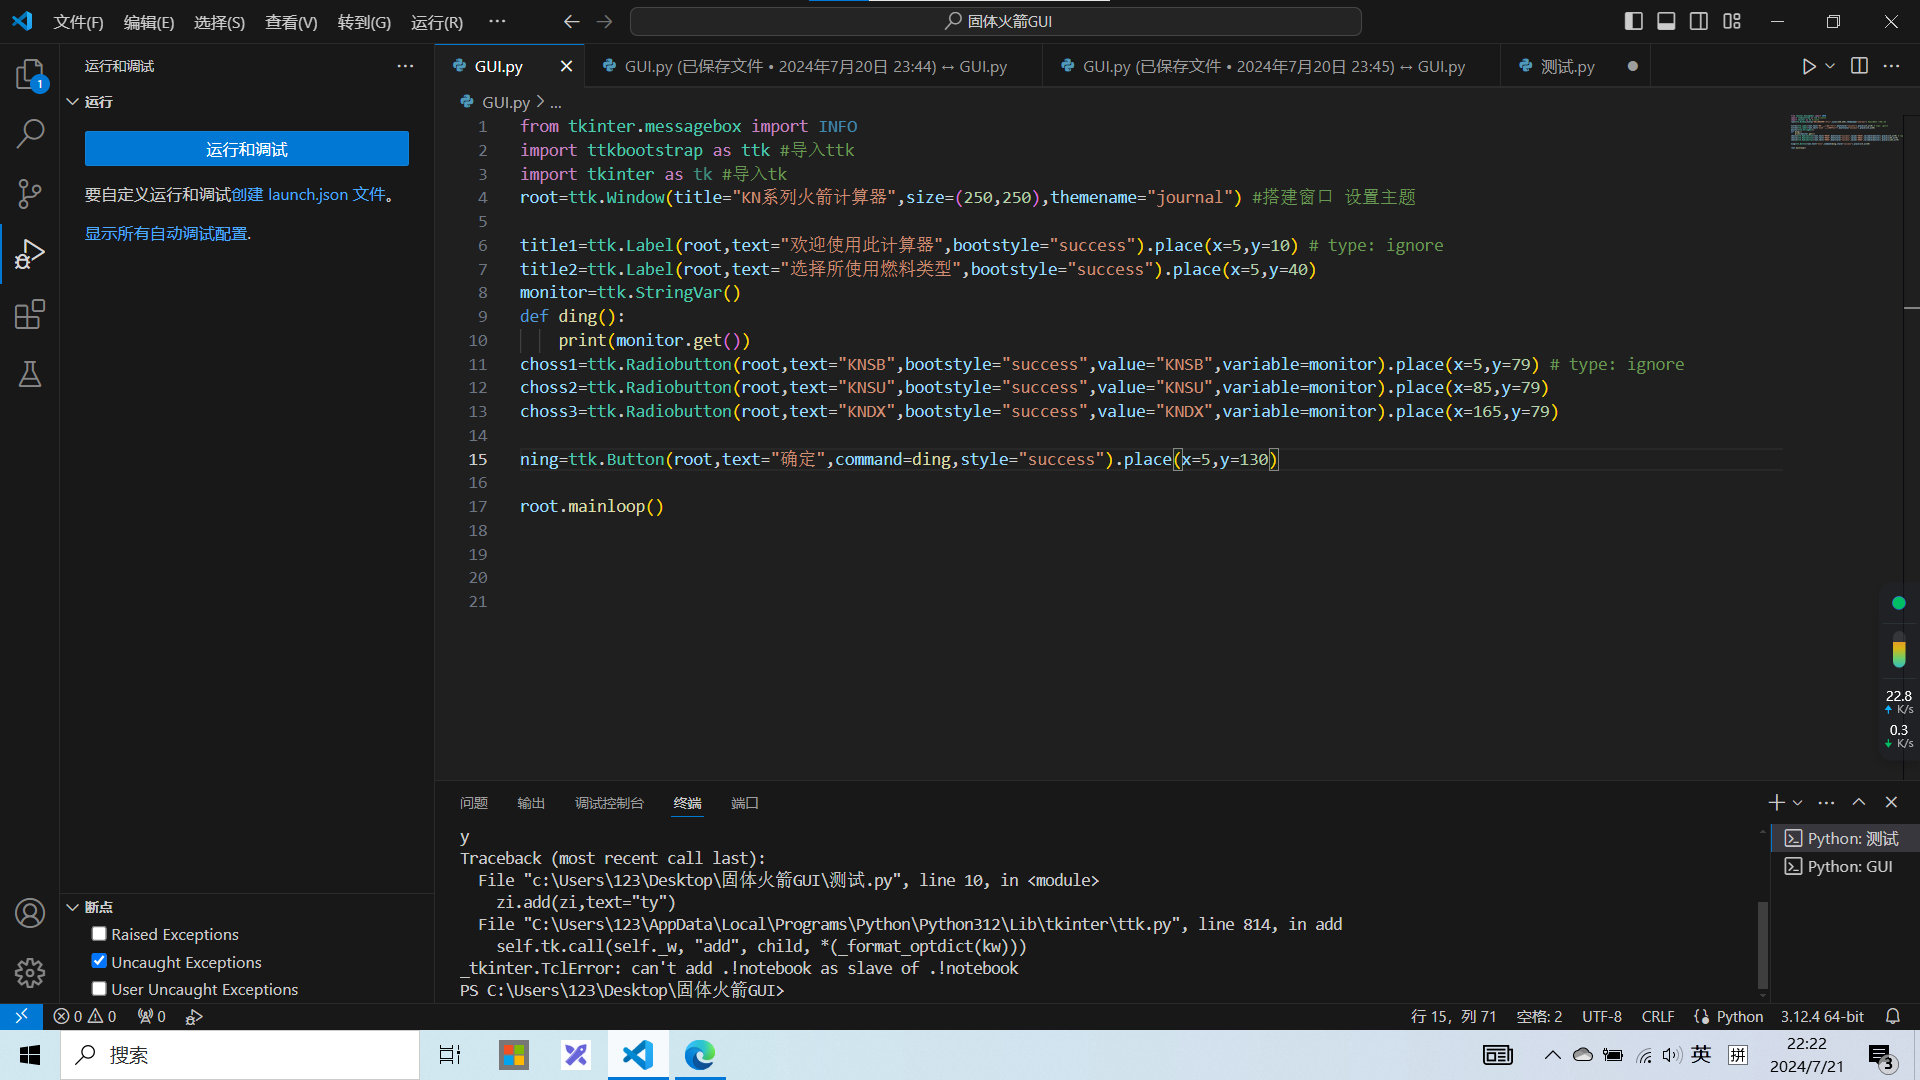 文件(F) 编辑(E) 选择(S) 查看(V) 转到(G) 运行(R) ··· 固体火箭GUI
运行和调试 ···
GUI.py
GUI.py (已保存文件 • 2024年7月20日 23:44) ↔ GUI.py
GUI.py (已保存文件 • 2024年7月20日 23:45) ↔ GUI.py
测试.py
1
运行
运行和调试
要自定义运行和调试创建 launch.json 文件。
显示所有自动调试配置.
GUI.py > ...
1 from tkinter.messagebox import INFO
2 import ttkbootstrap as ttk #导入ttk
3 import tkinter as tk #导入tk
4 root=ttk.Window(title="KN系列火箭计算器",size=(250,250),themename="journal") #搭建窗口 设置主题
5
6 title1=ttk.Label(root,text="欢迎使用此计算器",bootstyle="success").place(x=5,y=10) # type: ignore
7 title2=ttk.Label(root,text="选择所使用燃料类型",bootstyle="success").place(x=5,y=40)
8 monitor=ttk.StringVar()
9 def ding():
10 print(monitor.get())
11 choss1=ttk.Radiobutton(root,text="KNSB",bootstyle="success",value="KNSB",variable=monitor).place(x=5,y=79) # type: ignore
12 choss2=ttk.Radiobutton(root,text="KNSU",bootstyle="success",value="KNSU",variable=monitor).place(x=85,y=79)
13 choss3=ttk.Radiobutton(root,text="KNDX",bootstyle="success",value="KNDX",variable=monitor).place(x=165,y=79)
14
15 ning=ttk.Button(root,text="确定",command=ding,style="success").place(x=5,y=130)
16
17 root.mainloop()
18
19
20
21
22.8
K/s
0.3
K/s
问题 输出 调试控制台 终端 端口
y
Traceback (most recent call last):
File "c:\Users\123\Desktop\固体火箭GUI\测试.py", line 10, in <module>
zi.add(zi,text="ty")
File "C:\Users\123\AppData\Local\Programs\Python\Python312\Lib\tkinter\ttk.py", line 814, in add
self.tk.call(self._w, "add", child, *(_format_optdict(kw)))
_tkinter.TclError: can't add .!notebook as slave of .!notebook
PS C:\Users\123\Desktop\固体火箭GUI>
Python: 测试
Python: GUI
断点
Raised Exceptions
Uncaught Exceptions
User Uncaught Exceptions
0 0 0
行 15，列 71 空格: 2 UTF-8 CRLF Python 3.12.4 64-bit
搜索
英 拼
22:22
2024/7/21
3